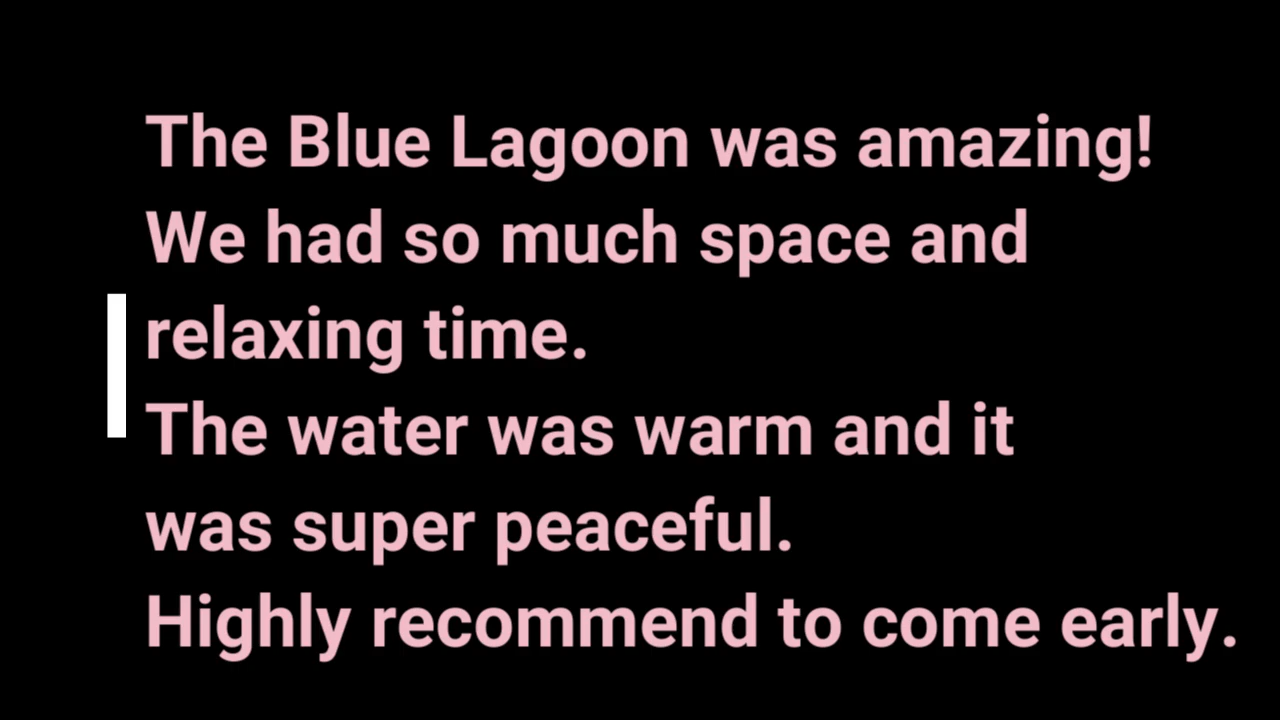 The Blue Lagoon was amazing!
We had so much space and
relaxing time.
The water was warm and it
was super peaceful.
Highly recommend to come early.